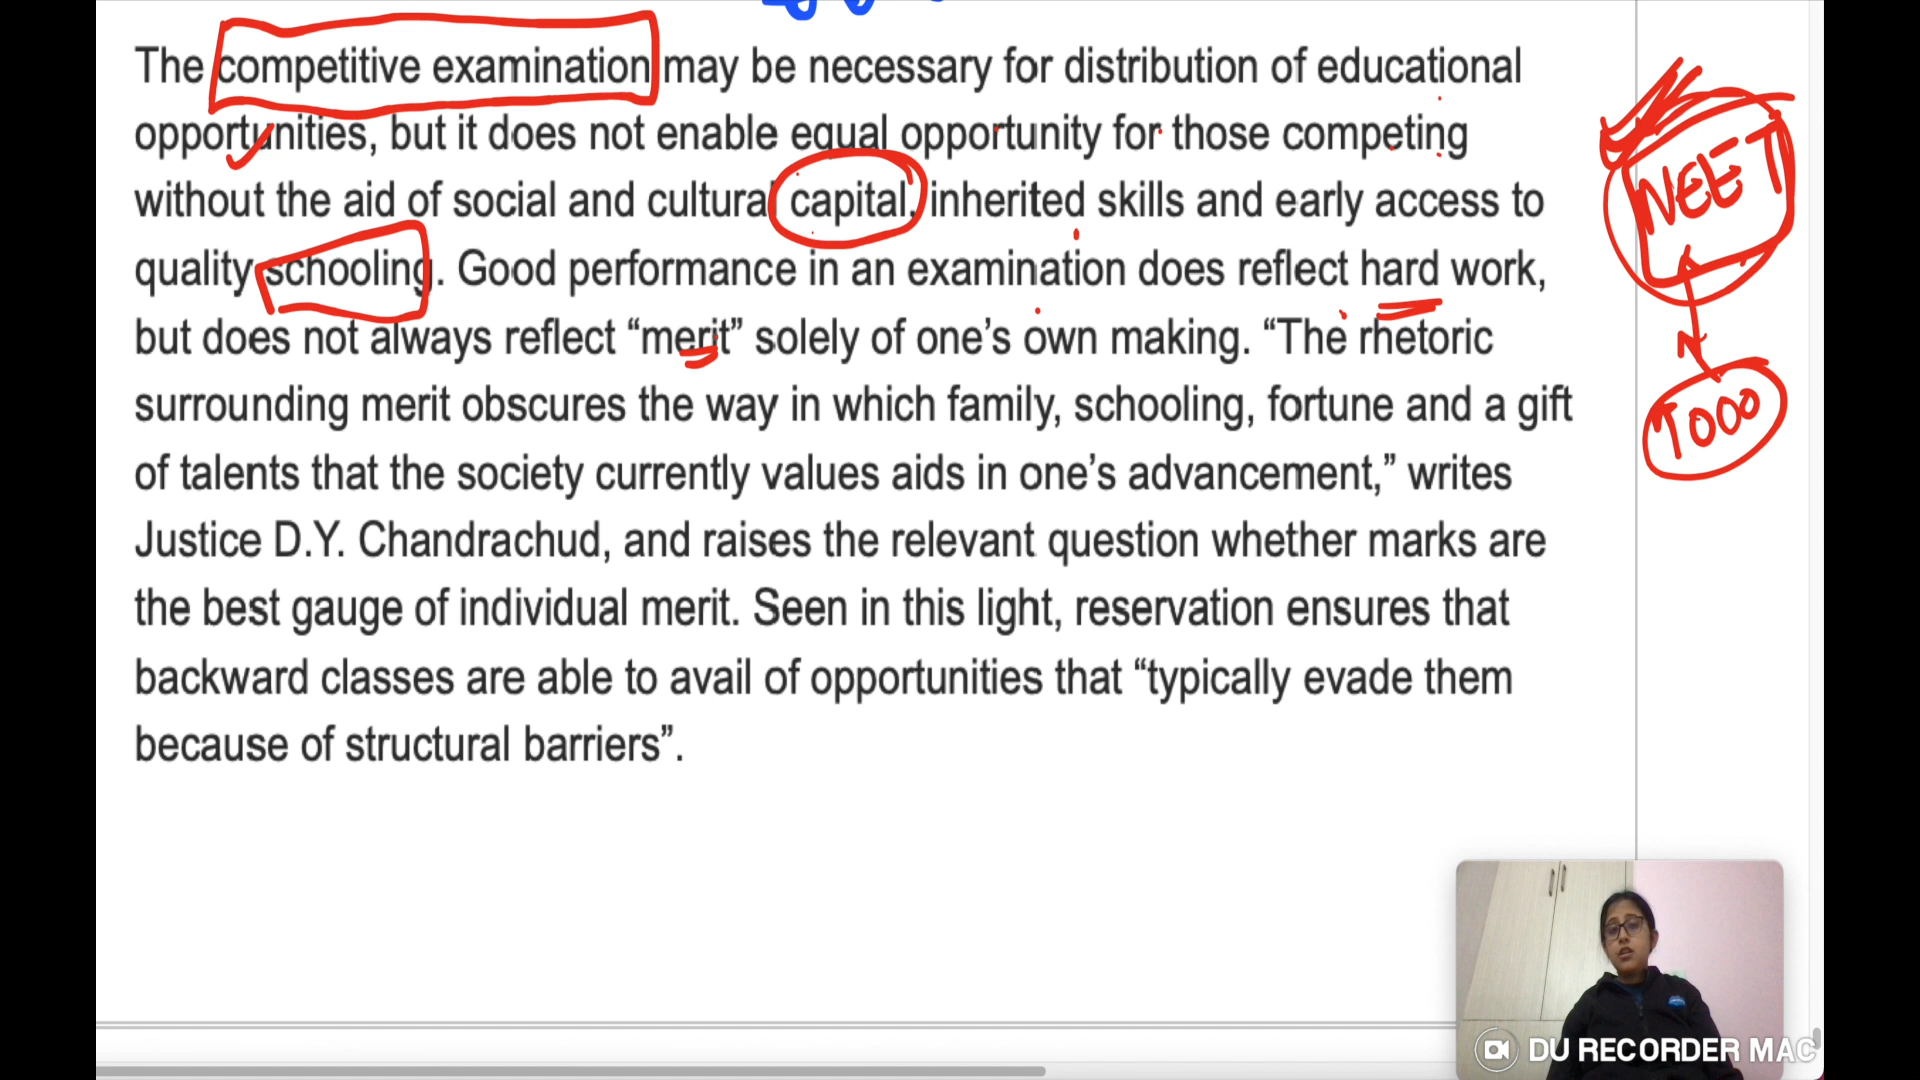 The competitive examination may be necessary for distribution of educational
opportunities, but it does not enable equal opportunity for those competing
without the aid of social and cultural capital, inherited skills and early access to
quality schooling. Good performance in an examination does reflect hard work,
but does not always reflect “merit” solely of one’s own making. “The rhetoric
surrounding merit obscures the way in which family, schooling, fortune and a gift
of talents that the society currently values aids in one’s advancement,” writes
Justice D.Y. Chandrachud, and raises the relevant question whether marks are
the best gauge of individual merit. Seen in this light, reservation ensures that
backward classes are able to avail of opportunities that “typically evade them
because of structural barriers”.
NEET
1000
DU RECORDER MAC